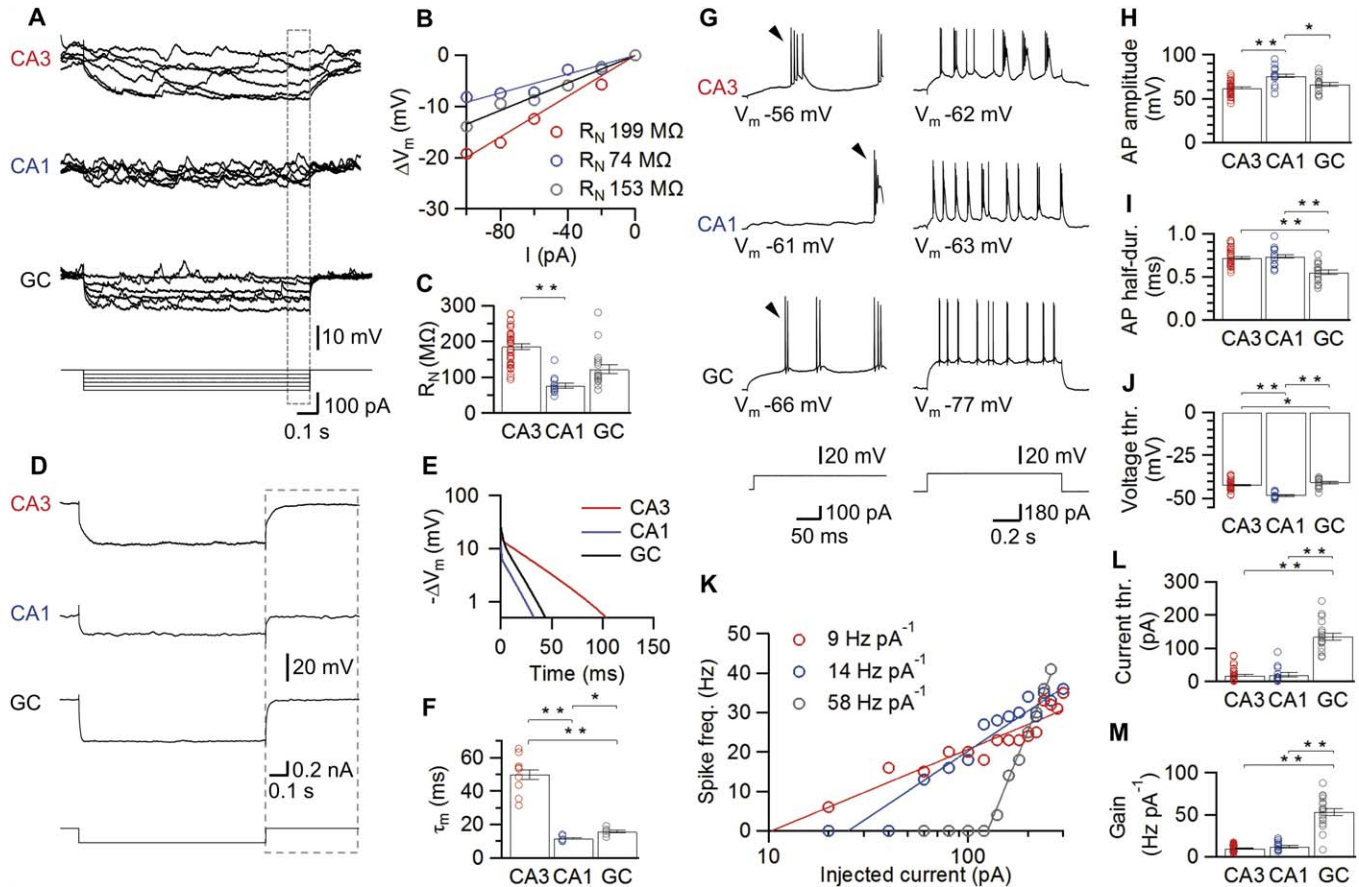 A
CA3
CA1
GC
10 mV
100 pA
0.1 s
B
0
-10
-20
-30
ΔVm (mV)
RN 199 MΩ
RN 74 MΩ
RN 153 MΩ
-80
-40
0
I (pA)
C
* *
300
200
100
0
RN (MΩ)
CA3 CA1 GC
D
CA3
CA1
GC
20 mV
0.2 nA
0.1 s
E
100
10
1
-ΔVm (mV)
CA3
CA1
GC
0 50 100 150
Time (ms)
F
* * *
* *
60
40
20
0
τm (ms)
CA3 CA1 GC
G
CA3
Vm -56 mV
Vm -62 mV
CA1
Vm -61 mV
Vm -63 mV
GC
Vm -66 mV
Vm -77 mV
20 mV
20 mV
100 pA
50 ms
180 pA
0.2 s
K
50
40
30
20
10
0
Spike freq. (Hz)
9 Hz pA-1
14 Hz pA-1
58 Hz pA-1
10 100
Injected current (pA)
H
* * *
100
50
0
AP amplitude
(mV)
CA3 CA1 GC
I
* *
* *
1.0
0.5
0.0
AP half-dur.
(ms)
CA3 CA1 GC
J
* * * *
*
0
-25
-50
Voltage thr.
(mV)
CA3 CA1 GC
L
* *
* *
300
200
100
0
Current thr.
(pA)
CA3 CA1 GC
M
* *
* *
100
50
0
Gain
(Hz pA-1)
CA3 CA1 GC